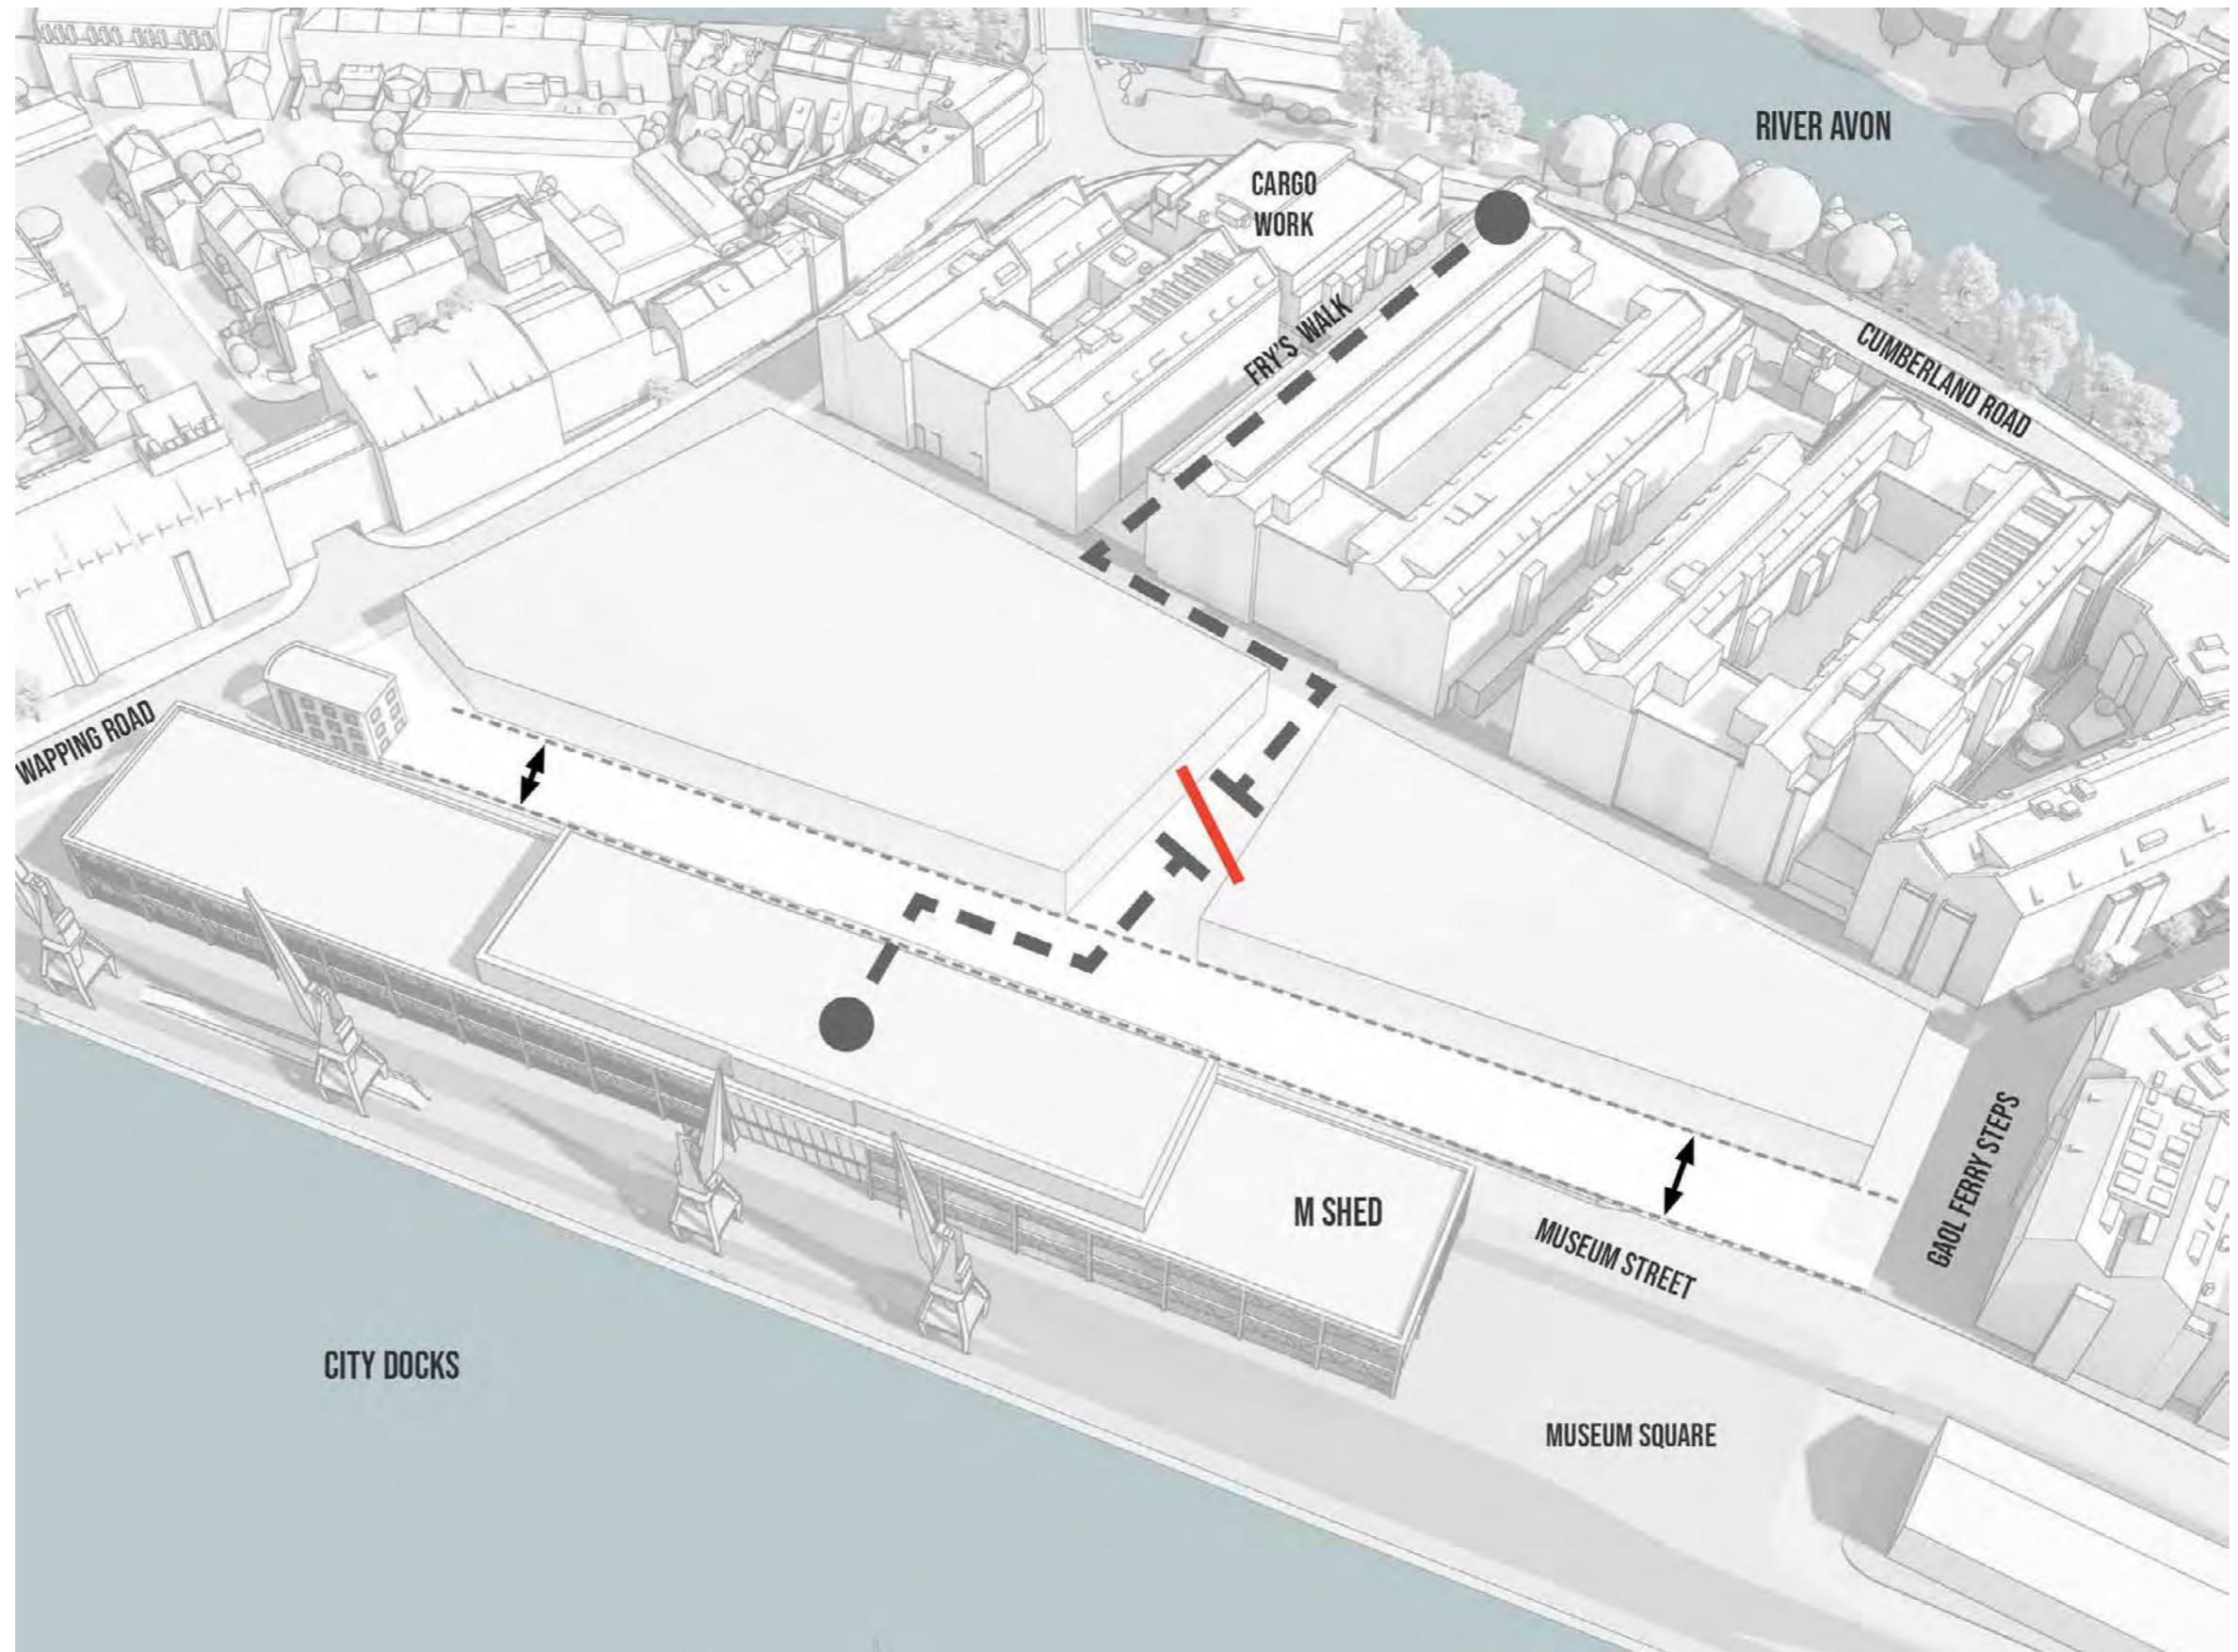 RIVER AVON
CARGO
WORK
FRY'S WALK
CUMBERLAND ROAD
WAPPING ROAD
M SHED
MUSEUM STREET
GAOL FERRY STEPS
CITY DOCKS
MUSEUM SQUARE